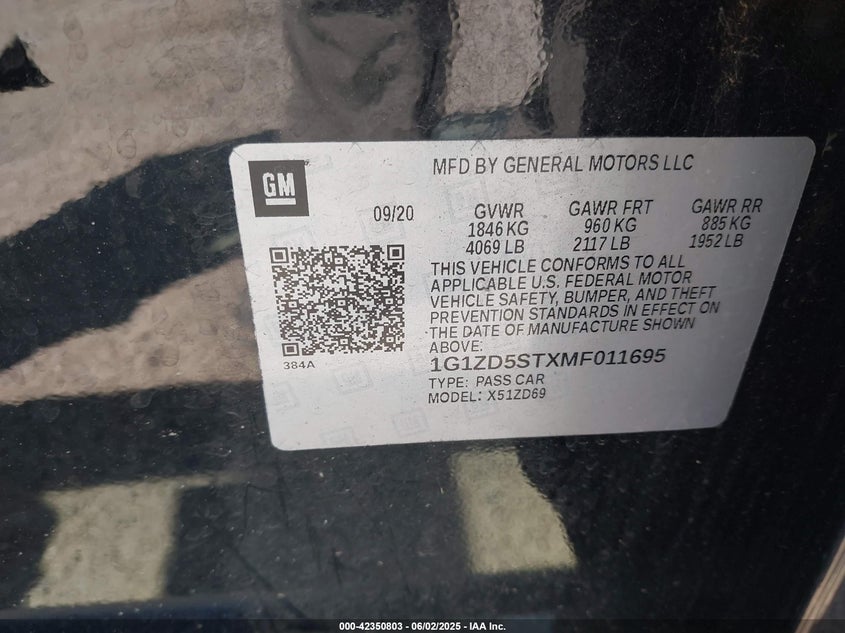 GM
MFD BY GENERAL MOTORS LLC
09/20
GVWR
1846 KG
4069 LB
GAWR FRT
960 KG
2117 LB
GAWR RR
885 KG
1952 LB
THIS VEHICLE CONFORMS TO ALL
APPLICABLE U.S. FEDERAL MOTOR
VEHICLE SAFETY, BUMPER, AND THEFT
PREVENTION STANDARDS IN EFFECT ON
THE DATE OF MANUFACTURE SHOWN
ABOVE:
384A
1G1ZD5STXMF011695
TYPE: PASS CAR
MODEL: X51ZD69
000-42350803 - 06/02/2025 - IAA Inc.